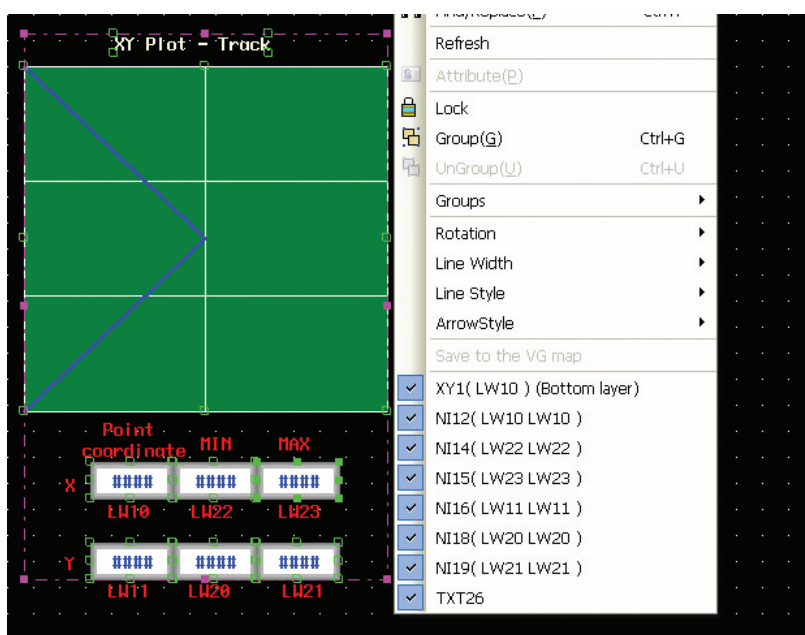 XY Plot - Track
Refresh
Attribute(P)
Lock
Group(G) Ctrl+G
UnGroup(U) Ctrl+U
Groups
Rotation
Line Width
Line Style
ArrowStyle
Save to the VG map
XY1( LW10 ) (Bottom layer)
NI12( LW10 LW10 )
NI14( LW22 LW22 )
NI15( LW23 LW23 )
NI16( LW11 LW11 )
NI18( LW20 LW20 )
NI19( LW21 LW21 )
TXT26
Point
coordinate MIN MAX
X #### #### ####
LW10 LW22 LW23
Y #### #### ####
LW11 LW20 LW21